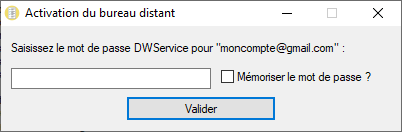 Activation du bureau distant
Saisissez le mot de passe DWService pour "moncompte@gmail.com" :
Mémoriser le mot de passe ?
Valider